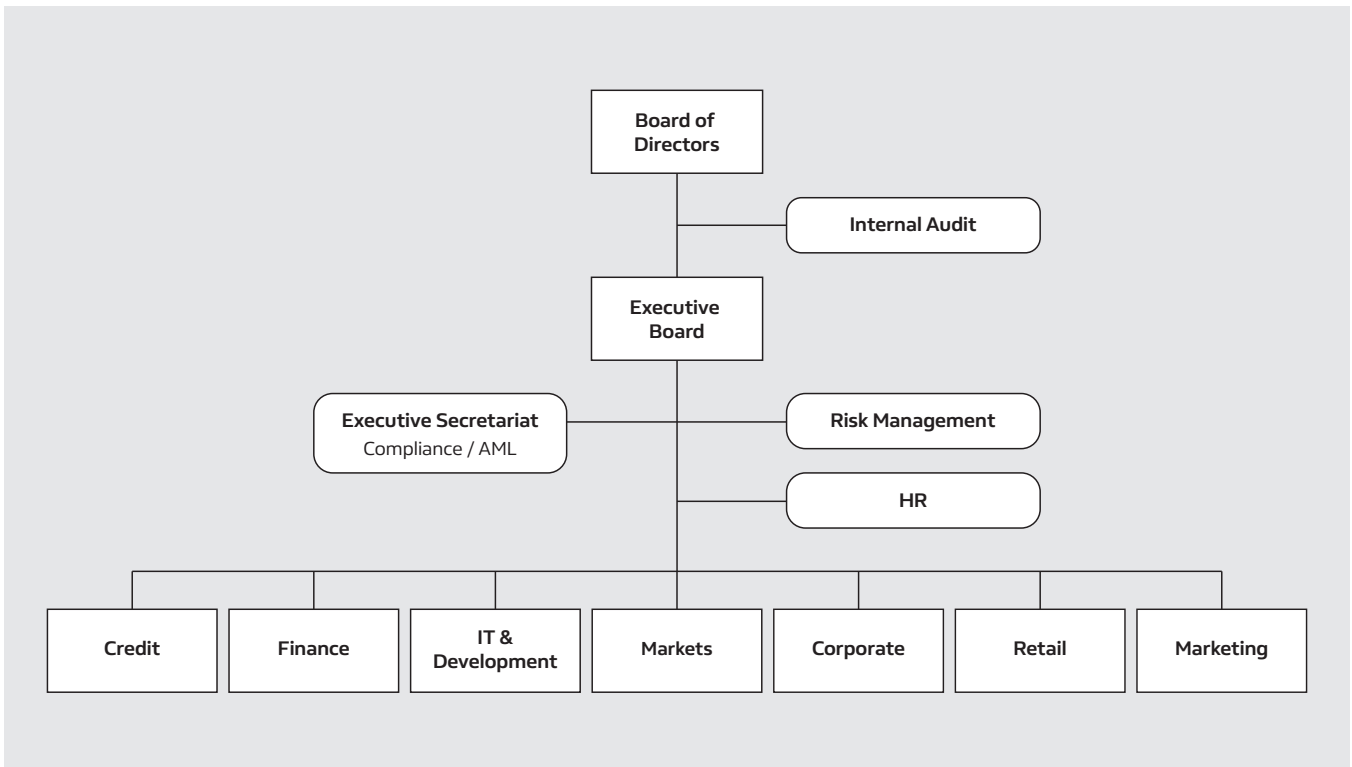 Board of
Directors
Internal Audit
Executive
Board
Executive Secretariat
Compliance / AML
Risk Management
HR
Credit
Finance
IT &
Development
Markets
Corporate
Retail
Marketing